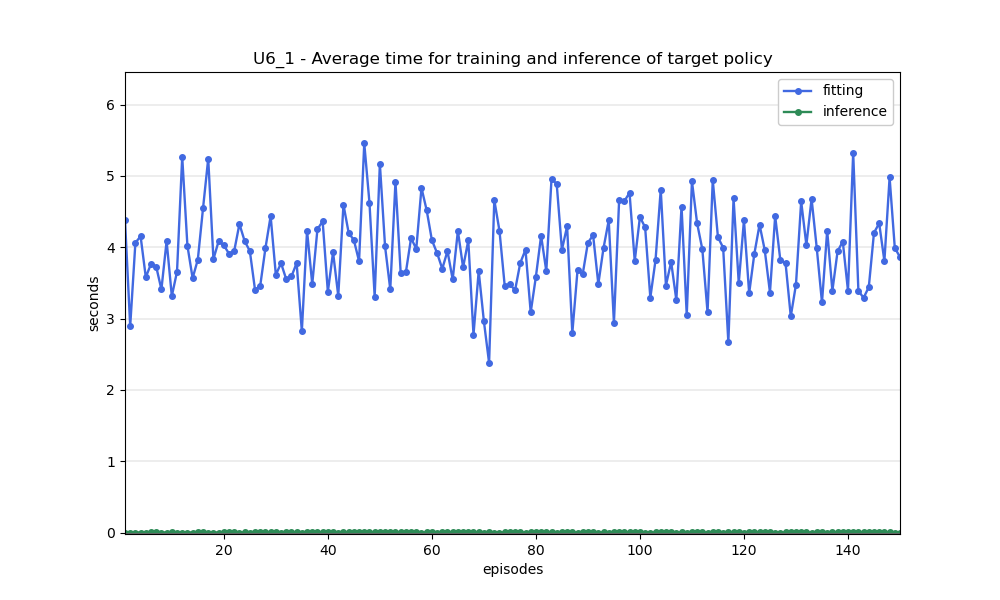 U6_1 - Average time for training and inference of target policy
fitting
inference
6
5
4
3
2
1
0
seconds
20 40 60 80 100 120 140
episodes